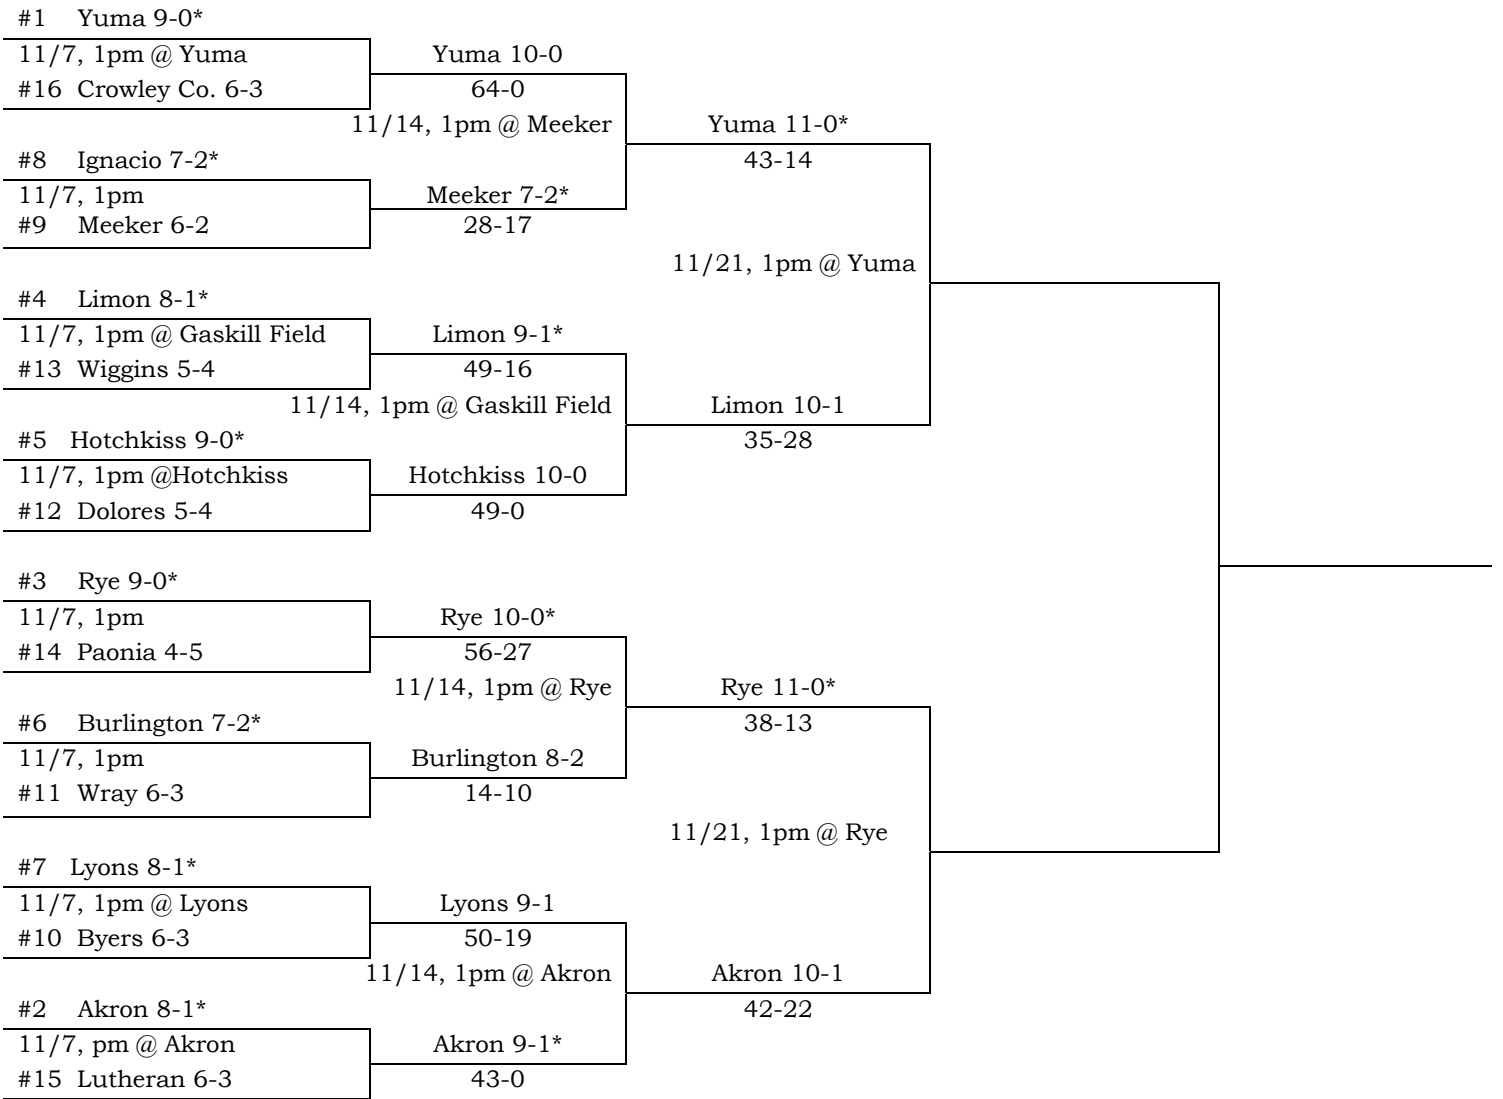 #1 Yuma 9-0*
11/7, 1pm @ Yuma
#16 Crowley Co. 6-3
Yuma 10-0
64-0
11/14, 1pm @ Meeker
#8 Ignacio 7-2*
11/7, 1pm
#9 Meeker 6-2
Meeker 7-2*
28-17
Yuma 11-0*
43-14
11/21, 1pm @ Yuma
#4 Limon 8-1*
11/7, 1pm @ Gaskill Field
#13 Wiggins 5-4
Limon 9-1*
49-16
11/14, 1pm @ Gaskill Field
#5 Hotchkiss 9-0*
11/7, 1pm @Hotchkiss
#12 Dolores 5-4
Hotchkiss 10-0
49-0
Limon 10-1
35-28
#3 Rye 9-0*
11/7, 1pm
#14 Paonia 4-5
Rye 10-0*
56-27
11/14, 1pm @ Rye
#6 Burlington 7-2*
11/7, 1pm
#11 Wray 6-3
Burlington 8-2
14-10
Rye 11-0*
38-13
11/21, 1pm @ Rye
#7 Lyons 8-1*
11/7, 1pm @ Lyons
#10 Byers 6-3
Lyons 9-1
50-19
11/14, 1pm @ Akron
#2 Akron 8-1*
11/7, pm @ Akron
#15 Lutheran 6-3
Akron 9-1*
43-0
Akron 10-1
42-22